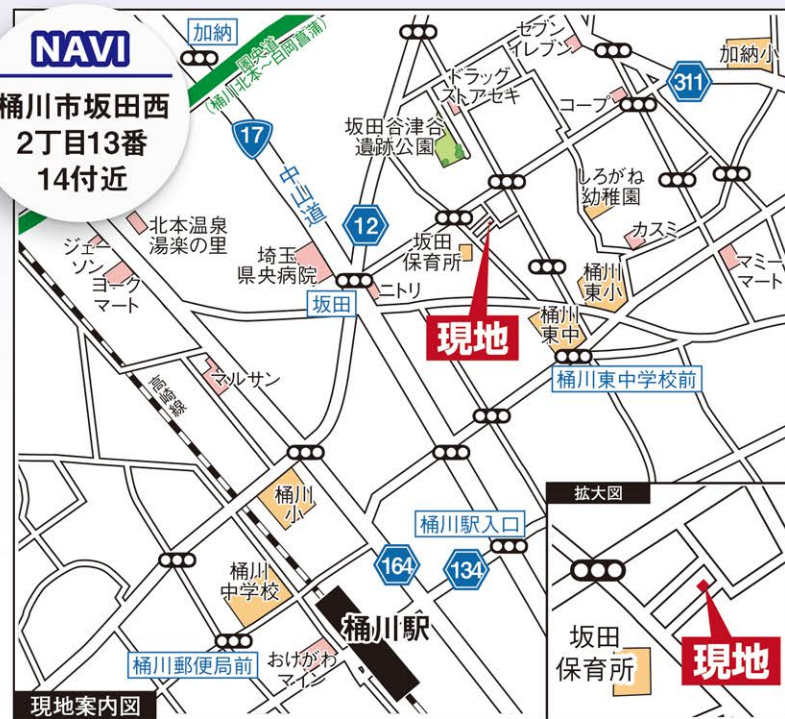 NAVI
桶川市坂田西
2丁目13番
14付近
加納
圏央道
(桶川北本〜白岡菖蒲)
セブン
イレブン
加納小
ドラッグ
ストアセキ
コープ
311
17
中山道
坂田谷津谷
遺跡公園
しろがね
幼稚園
12
北本温泉
湯楽の里
ジェー
ソン
ヨーク
マート
埼玉
県央病院
坂田
保育所
カスミ
マミー
マート
坂田
ニトリ
桶川
東小
現地
桶川
東中
桶川東中学校前
高崎線
マルサン
桶川
小
桶川駅入口
164
134
桶川
中学校
桶川駅
桶川郵便局前
おけがわ
マイン
現地案内図
拡大図
坂田
保育所
現地